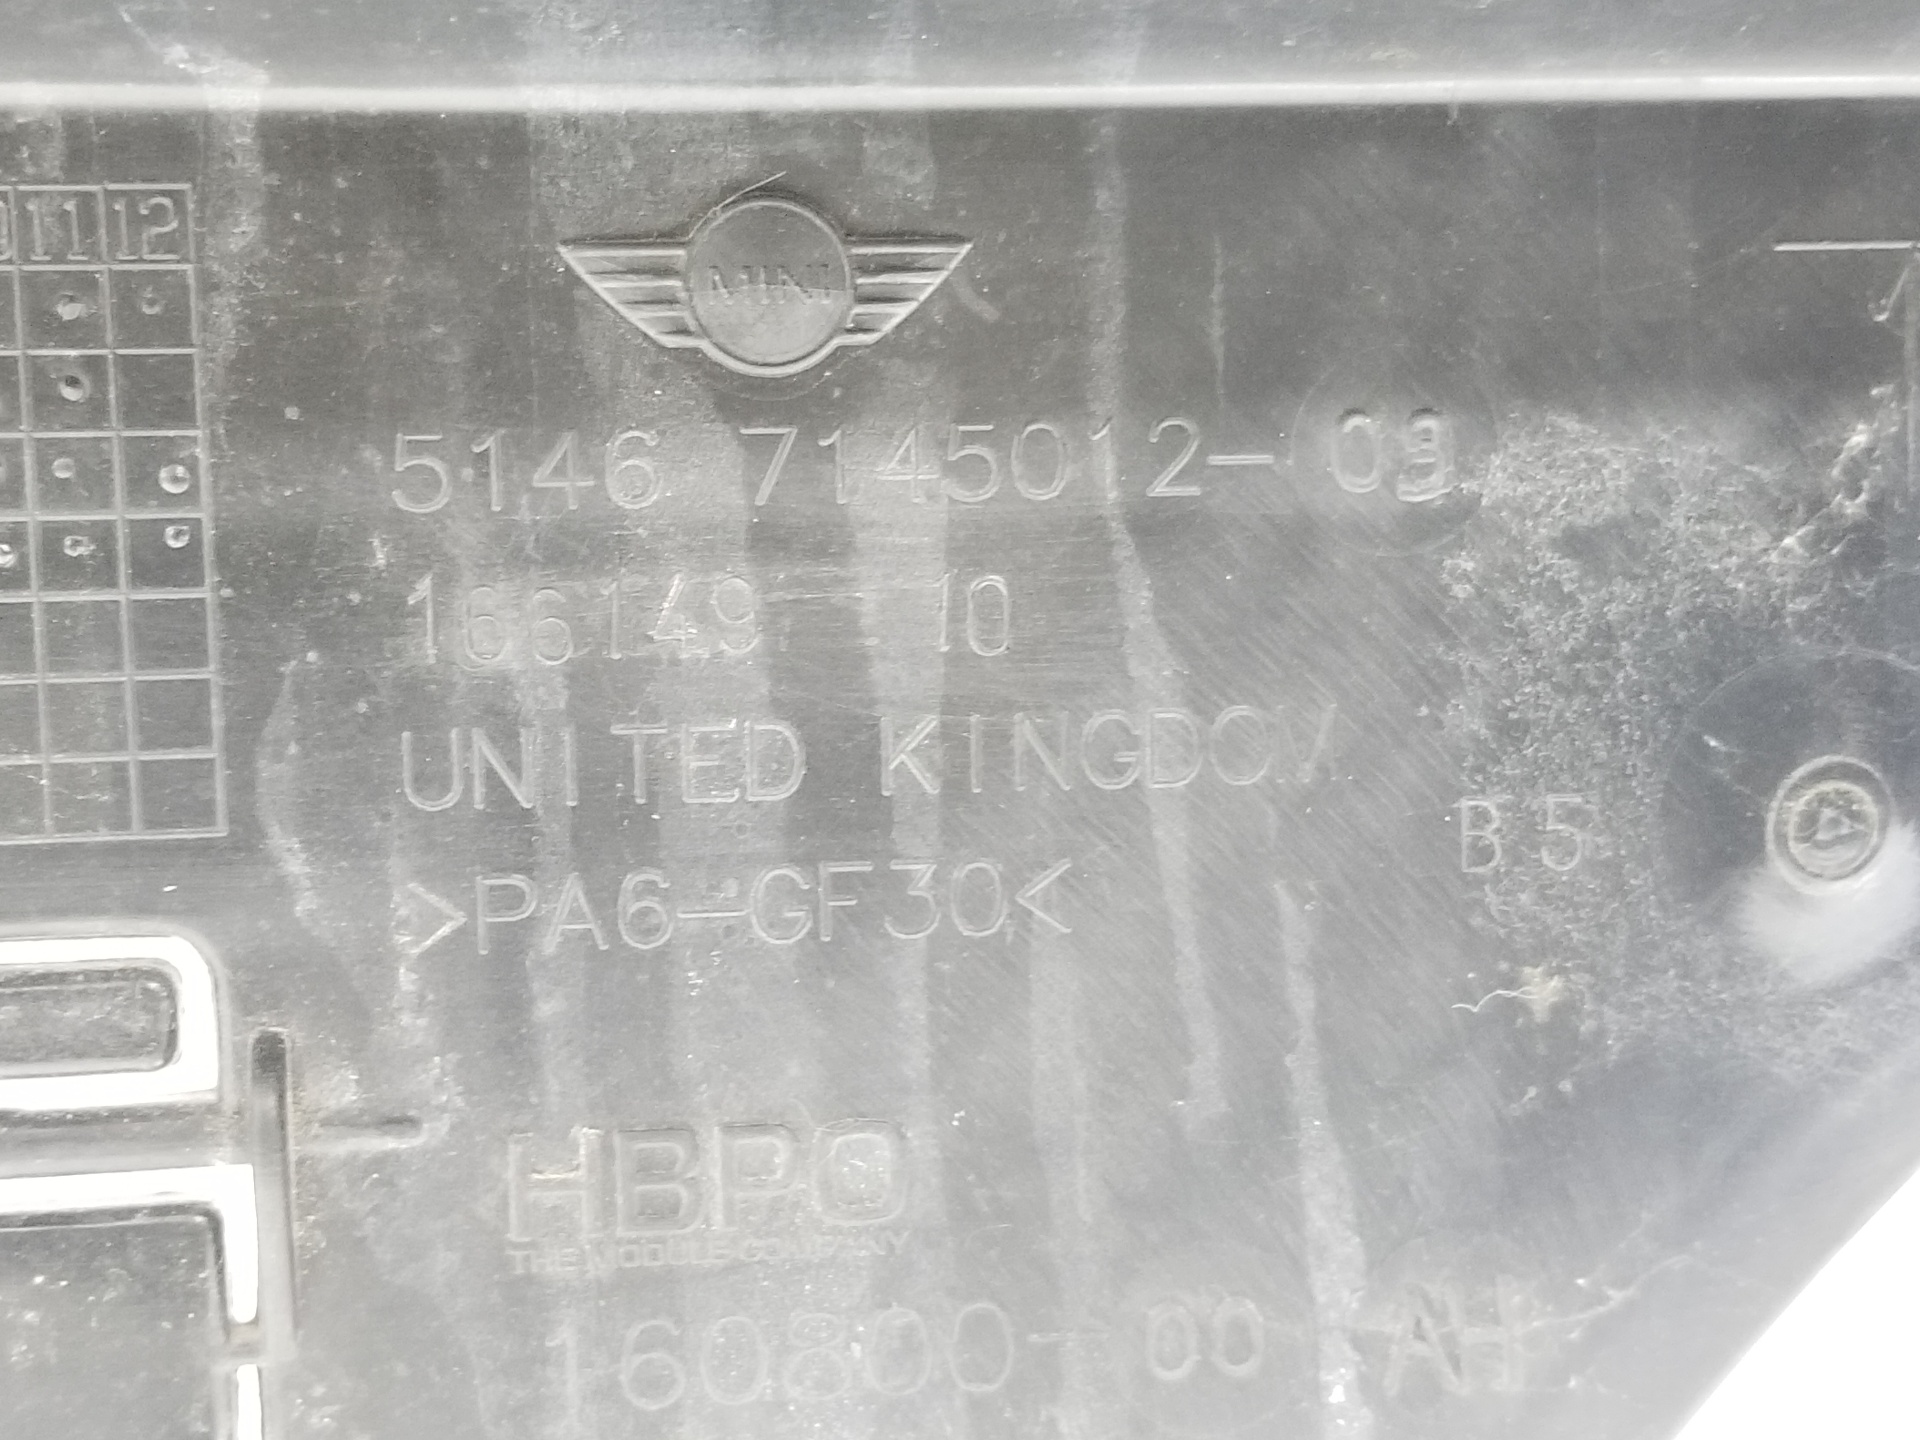 11 12
MINI
5146 7145012-03
166149 10
UNITED KINGDOM
>PA6-GF30<
B 5
HBPO
THE MODULE COMPANY
160800-00 AH